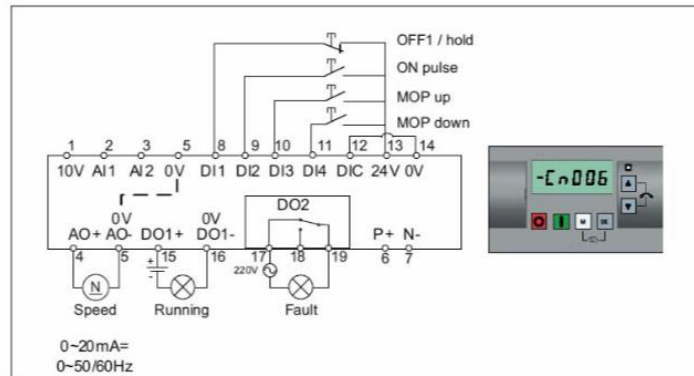 OFF1 / hold
ON pulse
MOP up
MOP down
1 2 3 5 8 9 10 11 12 13 14
10V AI1 AI2 0V DI1 DI2 DI3 DI4 DIC 24V 0V
-Cn006
DO2
0V 0V
AO+ AO- DO1+ DO1- P+ N-
4 5 15 16 17 18 19 6 7
220V
N
M OK
Speed Running Fault
0~20mA=
0~50/60Hz